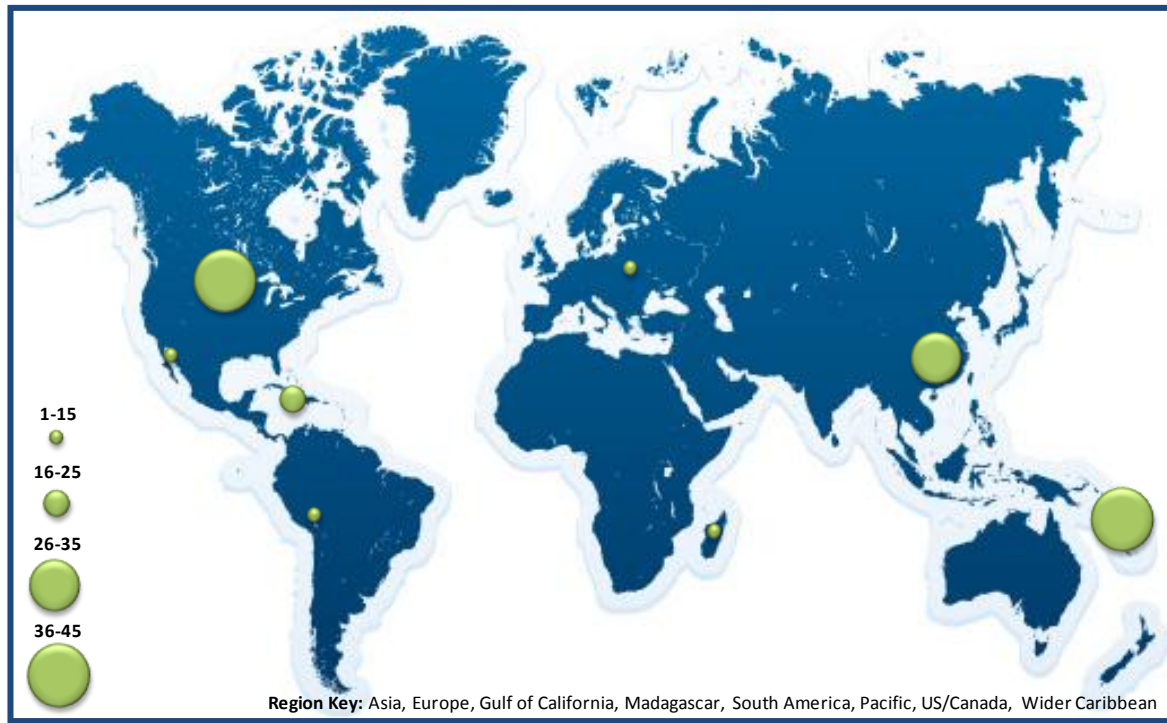 1-15
16-25
26-35
36-45
Region Key: Asia, Europe, Gulf of California, Madagascar, South America, Pacific, US/Canada, Wider Caribbean